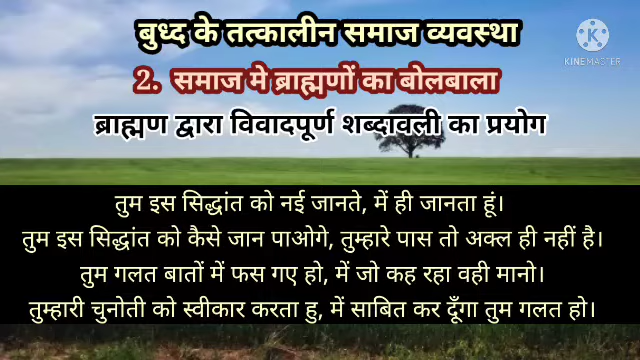 बुध्द के तत्कालीन समाज व्यवस्था
KINEMASTER
2. समाज मे ब्राह्मणों का बोलबाला
ब्राह्मण द्वारा विवादपूर्ण शब्दावली का प्रयोग
तुम इस सिद्धांत को नई जानते, में ही जानता हूं।
तुम इस सिद्धांत को कैसे जान पाओगे, तुम्हारे पास तो अक्ल ही नहीं है।
तुम गलत बातों में फस गए हो, में जो कह रहा वही मानो।
तुम्हारी चुनोती को स्वीकार करता हु, में साबित कर दूँगा तुम गलत हो।